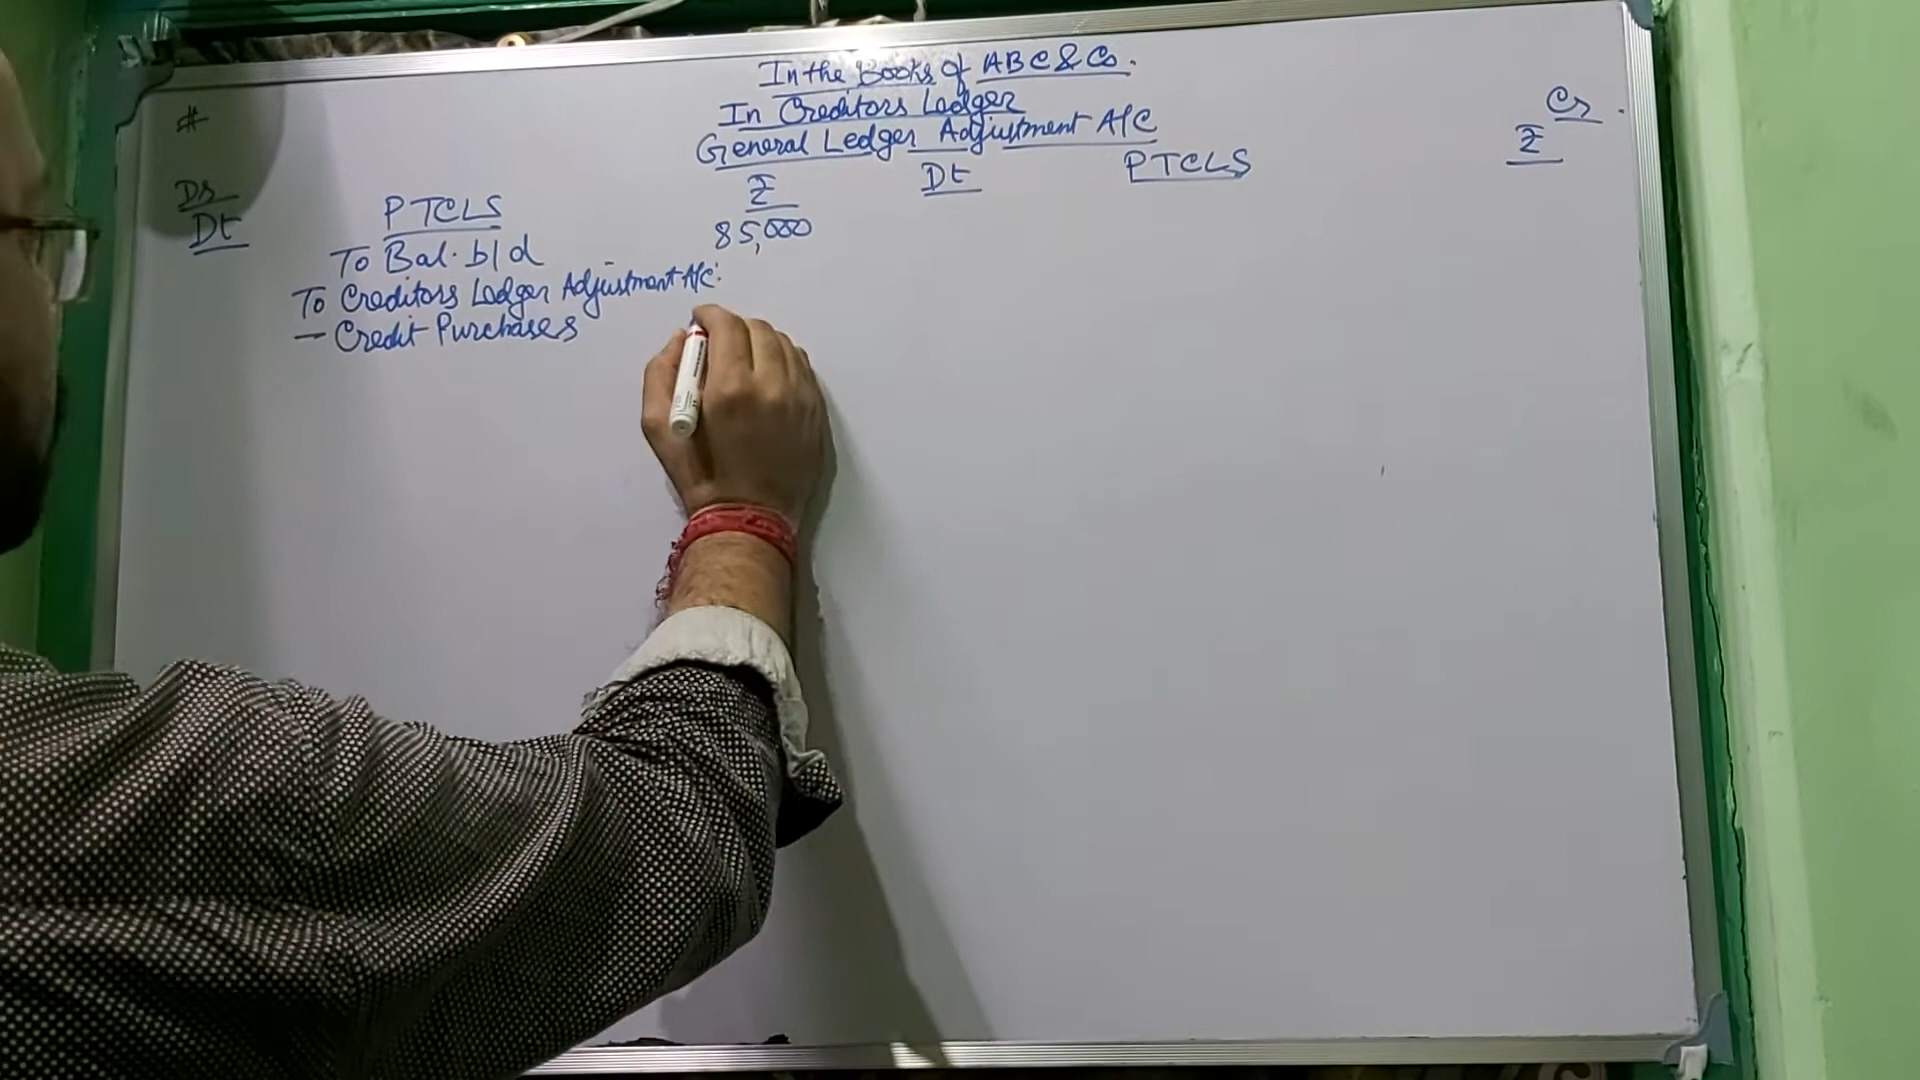 In the Books of ABC & Co.
In Creditors Ledger
General Ledger Adjustment A/C
#
Dr
Cr.
Dt PTCLS ₹ Dt PTCLS ₹
To Bal. b/d 85,000
To Creditors Ledger Adjustment A/C:
— Credit Purchases